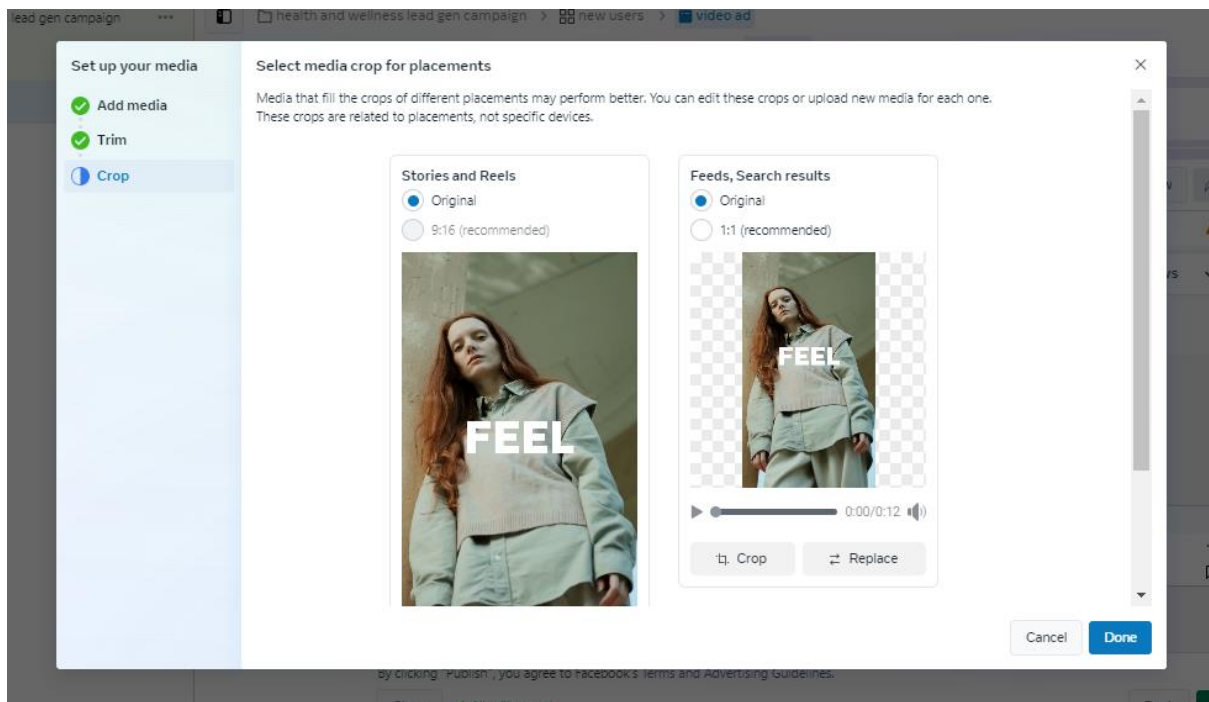 lead gen campaign ...
health and wellness lead gen campaign > new users > video ad
Set up your media
Add media
Trim
Crop
Select media crop for placements
Media that fill the crops of different placements may perform better. You can edit these crops or upload new media for each one.
These crops are related to placements, not specific devices.
Stories and Reels
Original
9:16 (recommended)
FEEL
Feeds, Search results
Original
1:1 (recommended)
FEEL
0:00/0:12
Crop
Replace
Cancel
Done
By clicking "Publish", you agree to Facebook's Terms and Advertising Guidelines.